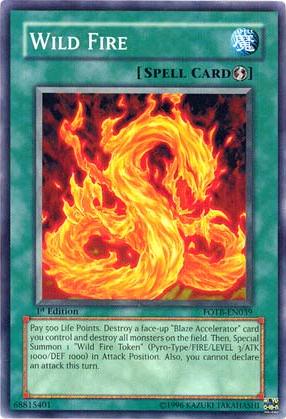 WILD FIRE
SPELL
魔
[SPELL CARD]
1st Edition
FOTB-EN039
Pay 500 Life Points. Destroy a face-up "Blaze Accelerator" card
you control and destroy all monsters on the field. Then, Special
Summon 1 "Wild Fire Token" (Pyro-Type/FIRE/LEVEL 3/ATK
1000/DEF 1000) in Attack Position. Also, you cannot declare
an attack this turn.
68815401
©1996 KAZUKI TAKAHASHI